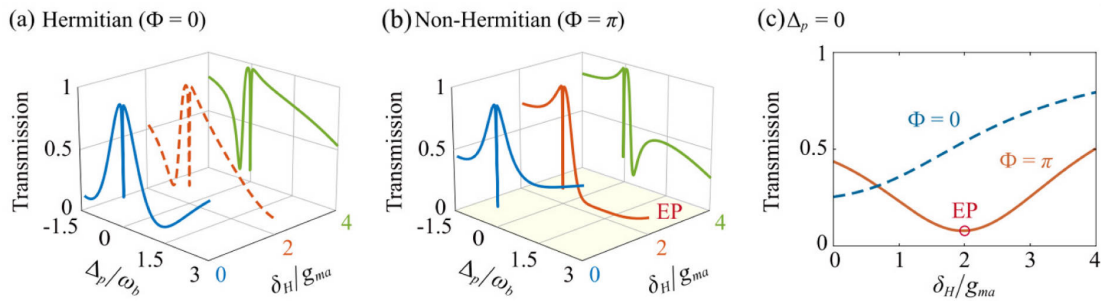 (a) Hermitian (Φ = 0)
Transmission
1
0.5
0
-1.5
0
1.5
3
Δp/ωb
0
2
4
δH/gma
(b) Non-Hermitian (Φ = π)
Transmission
1
0.5
0
-1.5
0
1.5
3
Δp/ωb
0
2
4
δH/gma
EP
(c) Δp = 0
Transmission
1
0.5
0
0
1
2
3
4
δH/gma
Φ = 0
Φ = π
EP